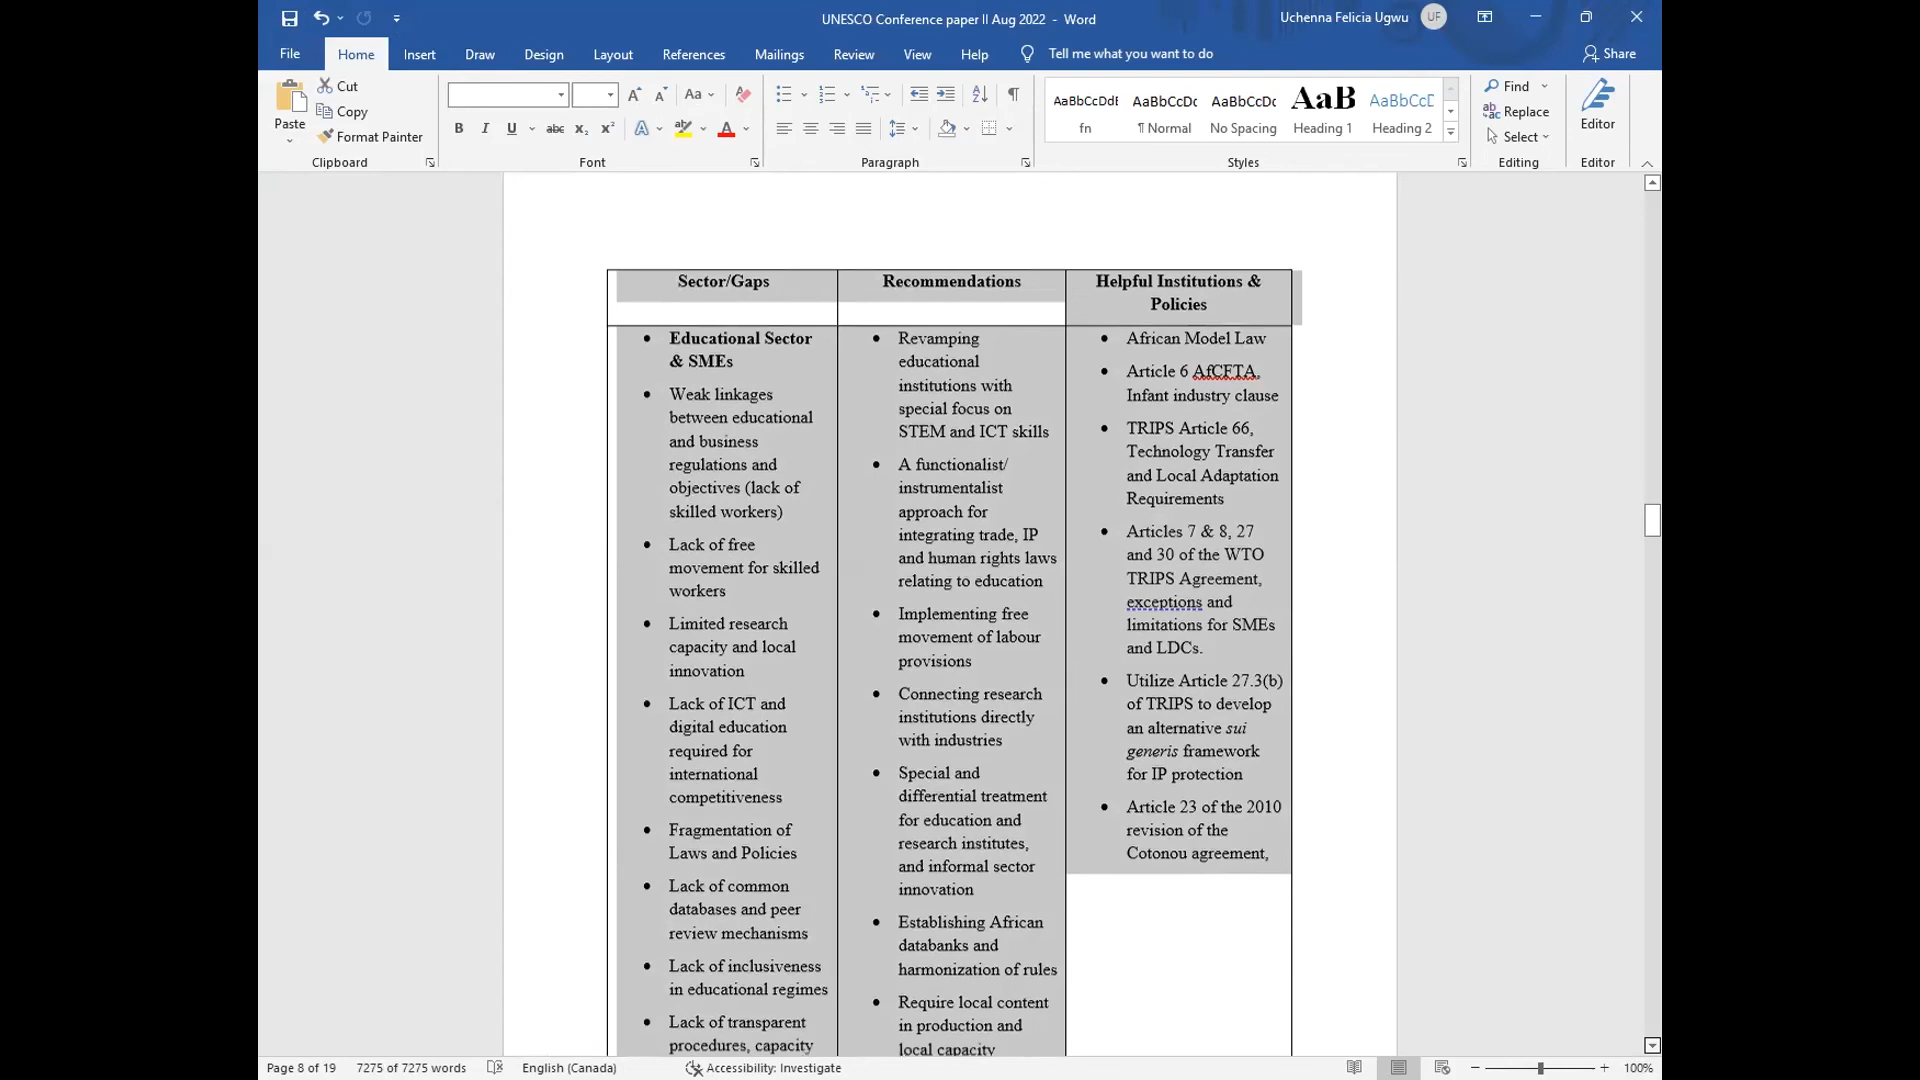 UNESCO Conference paper II Aug 2022 - Word
Uchenna Felicia Ugwu
UF
File Home Insert Draw Design Layout References Mailings Review View Help Tell me what you want to do Share
Paste
Cut
Copy
Format Painter
Clipboard
Aa
B I U abc x₂ x² A A
Font
Paragraph
AaBbCcDdE AaBbCcDc AaBbCcDc AaB AaBbCcE
fn ¶ Normal No Spacing Heading 1 Heading 2
Styles
Find
Replace
Select
Editing
Editor
Editor
Sector/Gaps
Recommendations
Helpful Institutions &
Policies
Educational Sector
& SMEs
Weak linkages
between educational
and business
regulations and
objectives (lack of
skilled workers)
Lack of free
movement for skilled
workers
Limited research
capacity and local
innovation
Lack of ICT and
digital education
required for
international
competitiveness
Fragmentation of
Laws and Policies
Lack of common
databases and peer
review mechanisms
Lack of inclusiveness
in educational regimes
Lack of transparent
procedures, capacity
Revamping
educational
institutions with
special focus on
STEM and ICT skills
A functionalist/
instrumentalist
approach for
integrating trade, IP
and human rights laws
relating to education
Implementing free
movement of labour
provisions
Connecting research
institutions directly
with industries
Special and
differential treatment
for education and
research institutes,
and informal sector
innovation
Establishing African
databanks and
harmonization of rules
Require local content
in production and
local capacity
African Model Law
Article 6 AfCFTA,
Infant industry clause
TRIPS Article 66,
Technology Transfer
and Local Adaptation
Requirements
Articles 7 & 8, 27
and 30 of the WTO
TRIPS Agreement,
exceptions and
limitations for SMEs
and LDCs.
Utilize Article 27.3(b)
of TRIPS to develop
an alternative sui
generis framework
for IP protection
Article 23 of the 2010
revision of the
Cotonou agreement,
Page 8 of 19 7275 of 7275 words English (Canada) Accessibility: Investigate 100%